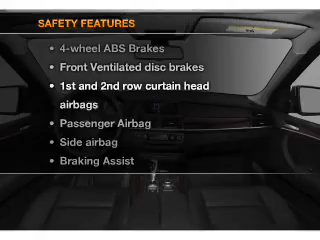 SAFETY FEATURES
• 4-wheel ABS Brakes
• Front Ventilated disc brakes
• 1st and 2nd row curtain head
airbags
• Passenger Airbag
• Side airbag
• Braking Assist